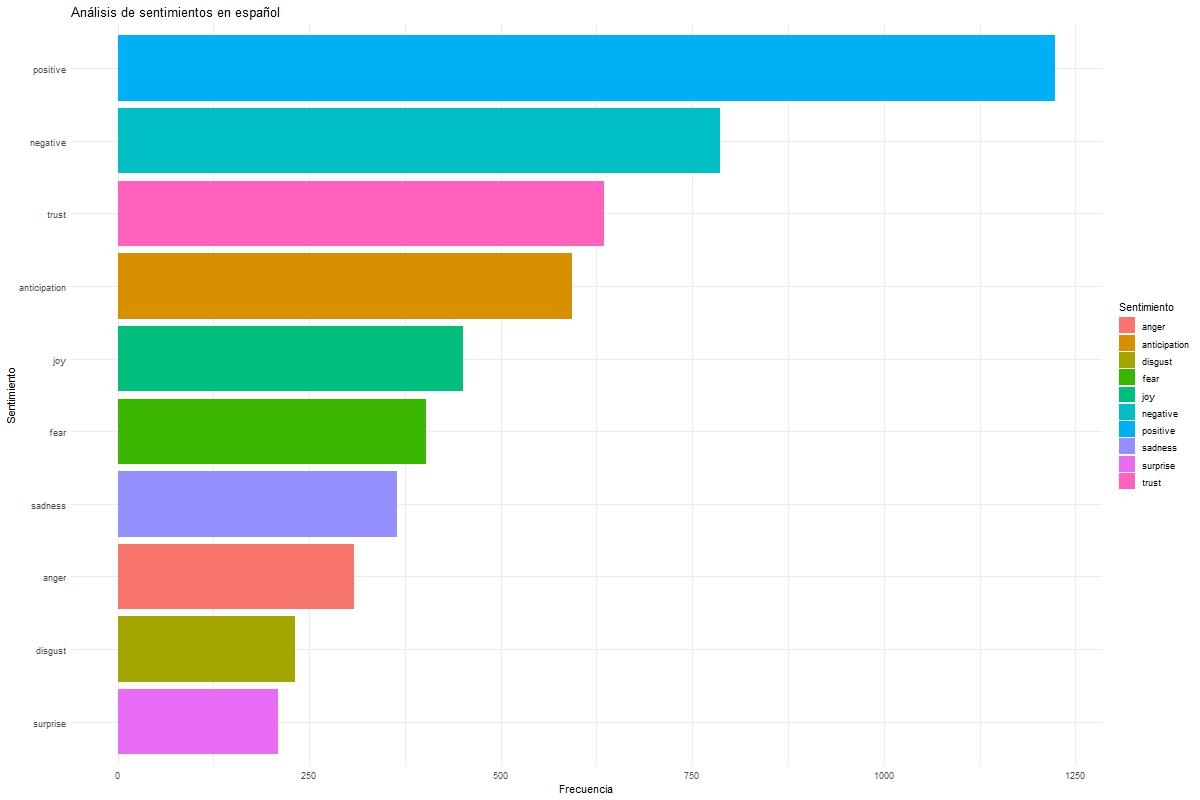 Análisis de sentimientos en español
positive
negative
trust
anticipation
joy
fear
sadness
anger
disgust
surprise
Sentimiento
0 250 500 750 1000 1250
Frecuencia
Sentimiento
anger
anticipation
disgust
fear
joy
negative
positive
sadness
surprise
trust